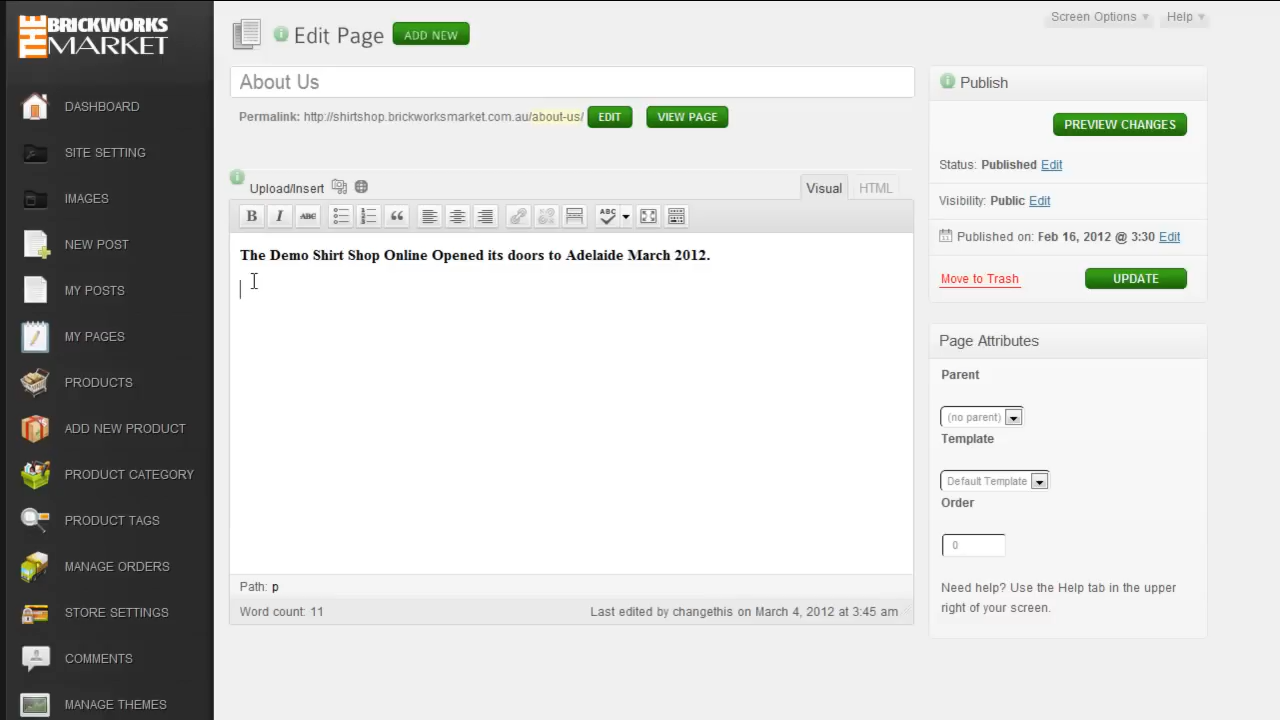 THE BRICKWORKS
MARKET
DASHBOARD
SITE SETTING
IMAGES
NEW POST
MY POSTS
MY PAGES
PRODUCTS
ADD NEW PRODUCT
PRODUCT CATEGORY
PRODUCT TAGS
MANAGE ORDERS
STORE SETTINGS
COMMENTS
MANAGE THEMES
Screen Options Help
i Edit Page ADD NEW
About Us
Permalink: http://shirtshop.brickworksmarket.com.au/about-us/ EDIT VIEW PAGE
i Upload/Insert Visual HTML
B I ABC “ ABC
The Demo Shirt Shop Online Opened its doors to Adelaide March 2012.
Path: p
Word count: 11 Last edited by changethis on March 4, 2012 at 3:45 am
i Publish
PREVIEW CHANGES
Status: Published Edit
Visibility: Public Edit
Published on: Feb 16, 2012 @ 3:30 Edit
Move to Trash UPDATE
Page Attributes
Parent
(no parent)
Template
Default Template
Order
0
Need help? Use the Help tab in the upper
right of your screen.